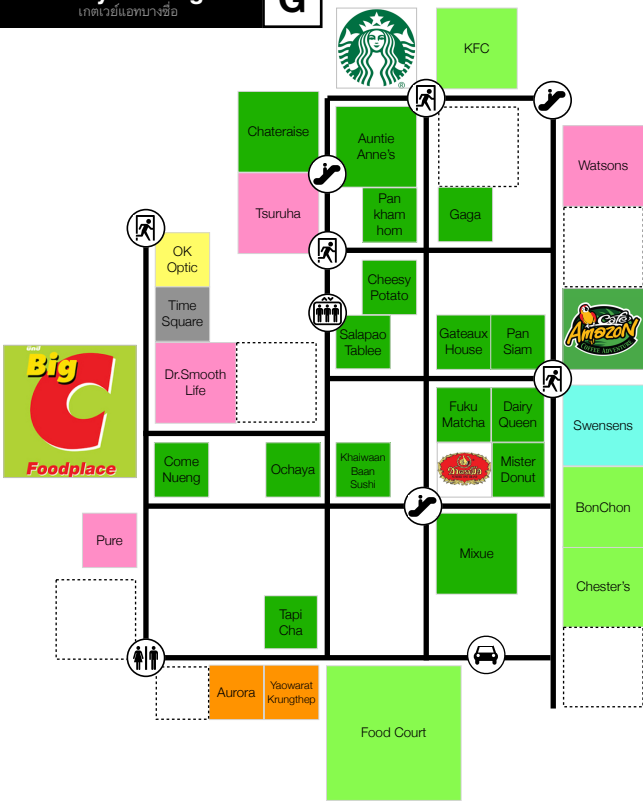 เกตเวย์แอทบางซื่อ
G
KFC
Chateraise
Auntie
Anne's
Watsons
Tsuruha
Pan
kham
hom
Gaga
OK
Optic
Cheesy
Potato
Time
Square
Salapao
Tablee
Gateaux
House
Pan
Siam
Café
Amazon
COFFEE ADVENTURE
Big
C
Foodplace
Dr.Smooth
Life
Fuku
Matcha
Dairy
Queen
Swensens
Come
Nueng
Ochaya
Khaiwaan
Baan
Sushi
Mister
Donut
BonChon
Pure
Mixue
Chester's
Tapi
Cha
Aurora
Yaowarat
Krungthep
Food Court